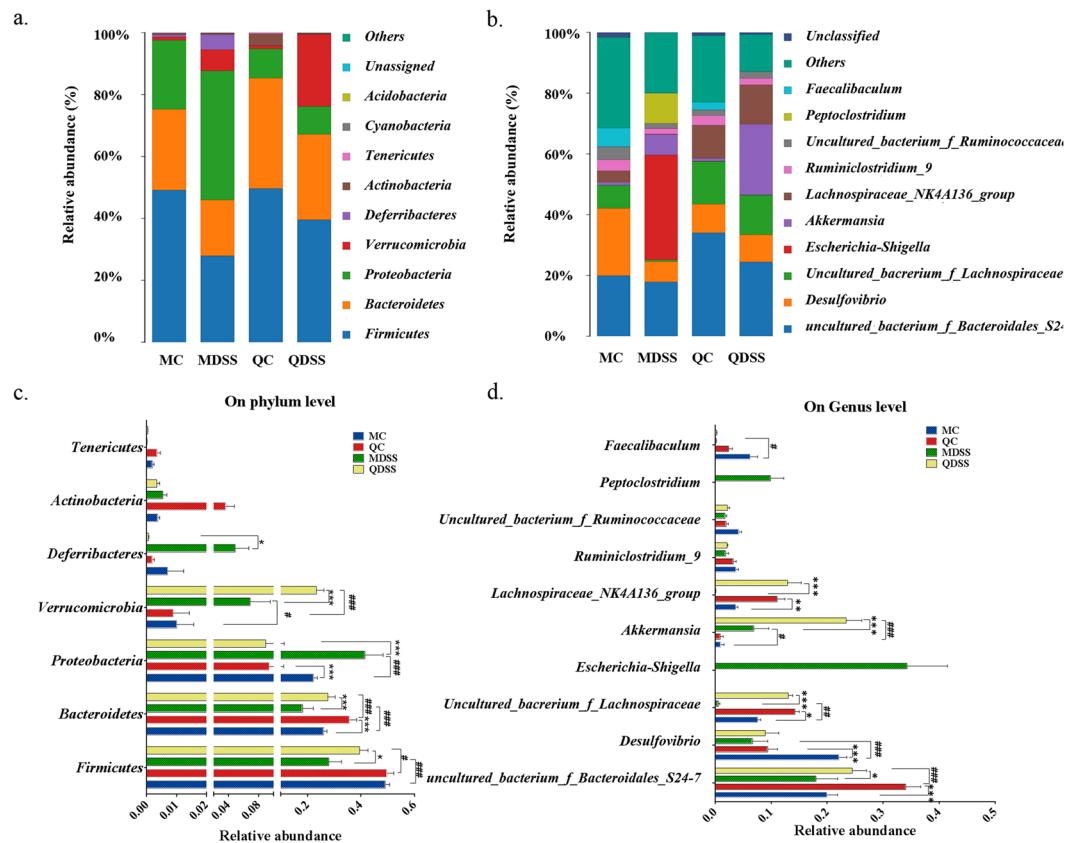 a.
Relative abundance (%)
100%
80%
60%
40%
20%
0%
MC MDSS QC QDSS
Others
Unassigned
Acidobacteria
Cyanobacteria
Tenericutes
Actinobacteria
Deferribacteres
Verrucomicrobia
Proteobacteria
Bacteroidetes
Firmicutes
b.
Relative abundance (%)
100%
80%
60%
40%
20%
0%
MC MDSS QC QDSS
Unclassified
Others
Faecalibaculum
Peptoclostridium
Uncultured_bacterium_f_Ruminococcaceae
Ruminiclostridium_9
Lachnospiraceae_NK4A136_group
Akkermansia
Escherichia-Shigella
Uncultured_bacrerium_f_Lachnospiraceae
Desulfovibrio
uncultured_bacterium_f_Bacteroidales_S24
c.
On phylum level
MC
QC
MDSS
QDSS
Tenericutes
Actinobacteria
Deferribacteres
*
Verrucomicrobia
***
###
#
Proteobacteria
***
###
***
Bacteroidetes
***
###
***
###
Firmicutes
*
#
###
0.00 0.01 0.02 0.04 0.08 0.2 0.4 0.6
Relative abundance
d.
On Genus level
MC
QC
MDSS
QDSS
Faecalibaculum
#
Peptoclostridium
Uncultured_bacterium_f_Ruminococcaceae
Ruminiclostridium_9
Lachnospiraceae_NK4A136_group
***
**
Akkermansia
***
###
#
Escherichia-Shigella
Uncultured_bacrerium_f_Lachnospiraceae
***
##
*
Desulfovibrio
###
***
uncultured_bacterium_f_Bacteroidales_S24-7
*
###
***
0.0 0.1 0.2 0.3 0.4 0.5
Relative abundance